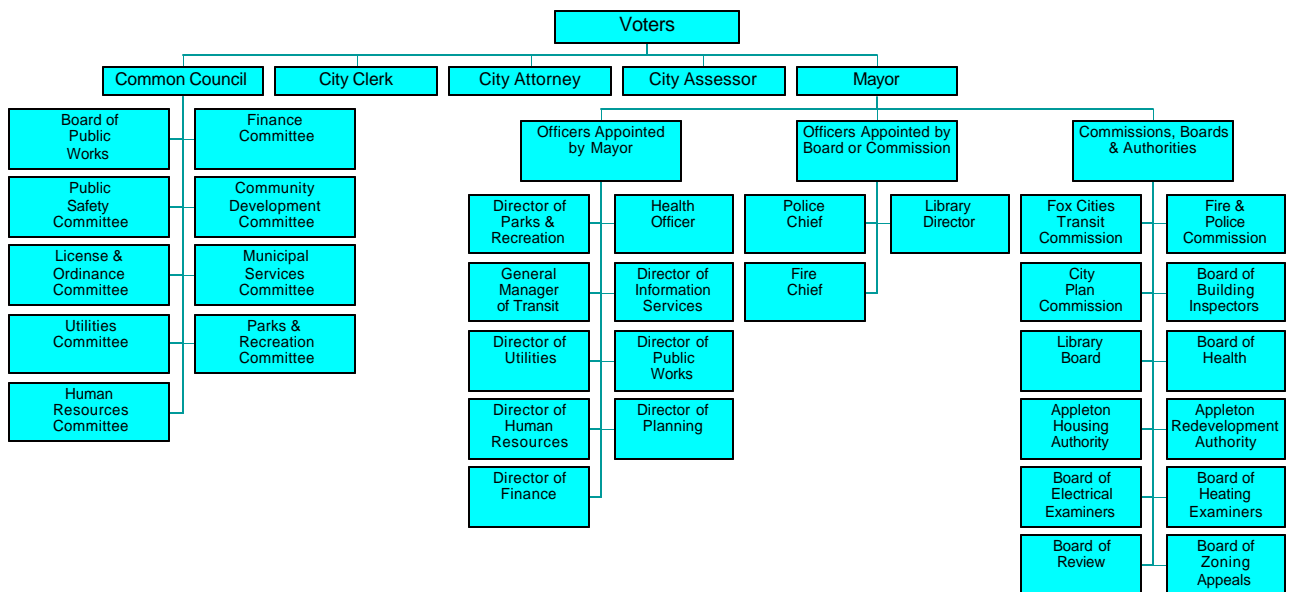 Voters
Common Council
City Clerk
City Attorney
City Assessor
Mayor
Board of
Public
Works
Finance
Committee
Public
Safety
Committee
Community
Development
Committee
License &
Ordinance
Committee
Municipal
Services
Committee
Utilities
Committee
Parks &
Recreation
Committee
Human
Resources
Committee
Officers Appointed
by Mayor
Officers Appointed by
Board or Commission
Commissions, Boards
& Authorities
Director of
Parks &
Recreation
Health
Officer
General
Manager
of Transit
Director of
Information
Services
Director of
Utilities
Director of
Public
Works
Director of
Human
Resources
Director of
Planning
Director of
Finance
Police
Chief
Library
Director
Fire
Chief
Fox Cities
Transit
Commission
Fire &
Police
Commission
City
Plan
Commission
Board of
Building
Inspectors
Library
Board
Board of
Health
Appleton
Housing
Authority
Appleton
Redevelopment
Authority
Board of
Electrical
Examiners
Board of
Heating
Examiners
Board of
Review
Board of
Zoning
Appeals